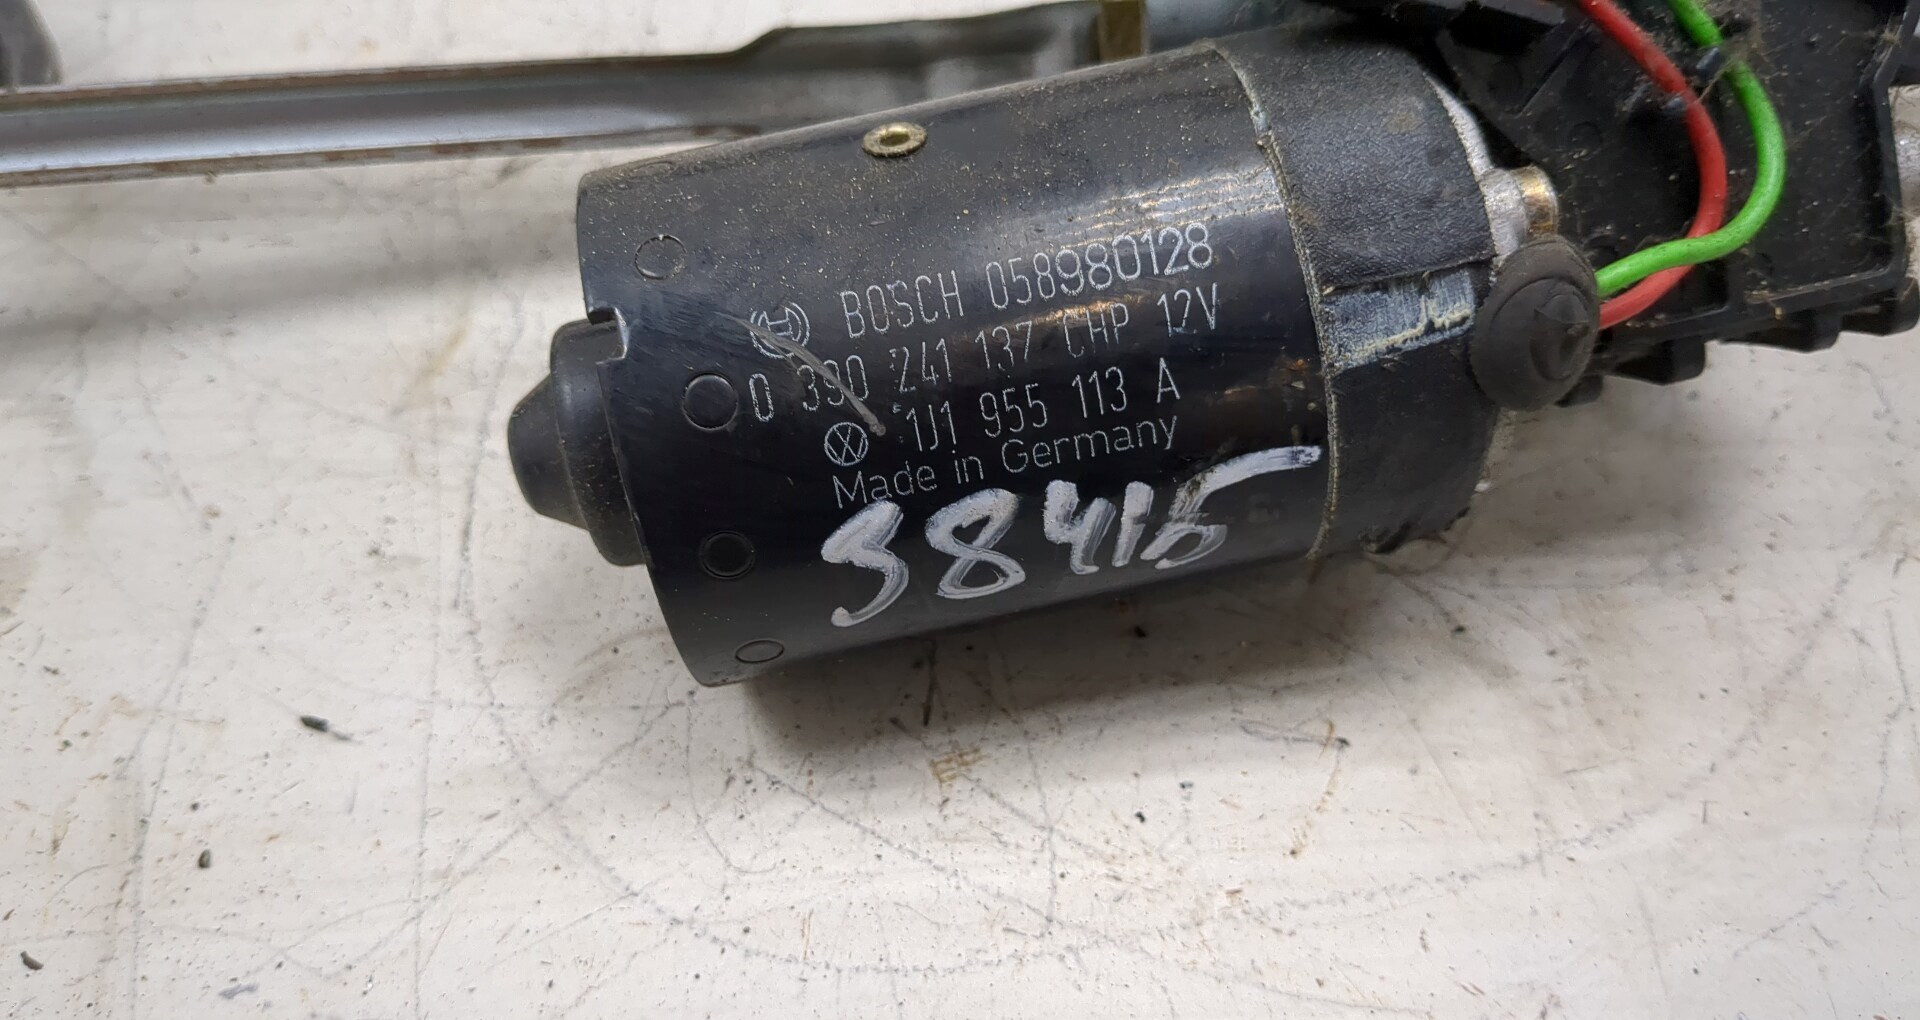 BOSCH 058980128
0 390 241 137 CHP 12V
1J1 955 113 A
Made in Germany
38415